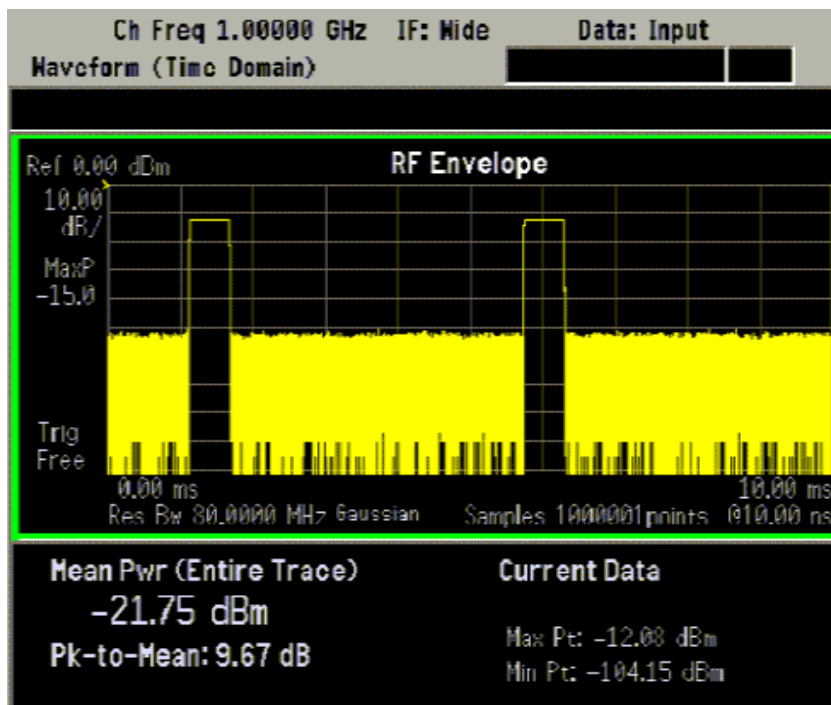 Ch Freq 1.00000 GHz IF: Wide Data: Input
Waveform (Time Domain)
Ref 0.00 dBm RF Envelope
10.00
dB/
MaxP
-15.0
Trig
Free
0.00 ms 10.00 ms
Res Bw 80.0000 MHz Gaussian Samples 1000001 points @10.00 ns
Mean Pwr (Entire Trace) Current Data
-21.75 dBm
Max Pt: -12.08 dBm
Pk-to-Mean: 9.67 dB
Min Pt: -104.15 dBm